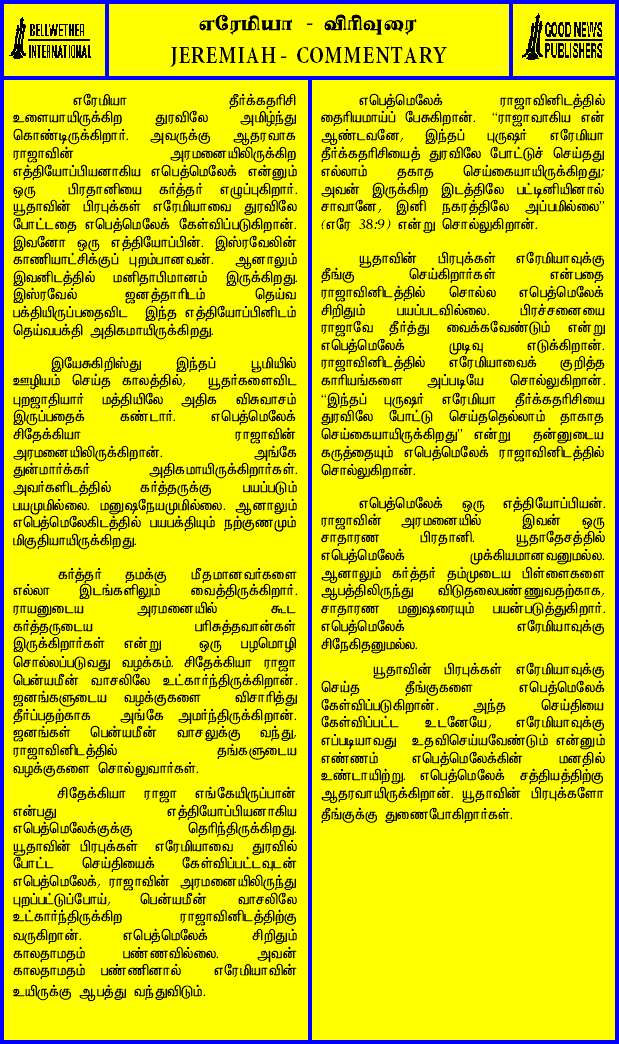 BELLWETHER
INTERNATIONAL
எரேமியா - விரிவுரை
JEREMIAH - COMMENTARY
GOOD NEWS
PUBLISHERS
எரேமியா தீர்க்கதரிசி
உளையாயிருக்கிற துரவிலே அமிழ்ந்து
கொண்டிருக்கிறார். அவருக்கு ஆதரவாக
ராஜாவின் அரமனையிலிருக்கிற
எத்தியோப்பியனாகிய எபெத்மெலேக் என்னும்
ஒரு பிரதானியை கர்த்தர் எழுப்புகிறார்.
யூதாவின் பிரபுக்கள் எரேமியாவை துரவிலே
போட்டதை எபெத்மெலேக் கேள்விப்படுகிறான்.
இவனோ ஒரு எத்தியோப்பின். இஸ்ரவேலின்
காணியாட்சிக்குப் புறம்பானவன். ஆனாலும்
இவனிடத்தில் மனிதாபிமானம் இருக்கிறது.
இஸ்ரவேல் ஜனத்தாரிடம் தெய்வ
பக்தியிருப்பதைவிட இந்த எத்தியோப்பினிடம்
தெய்வபக்தி அதிகமாயிருக்கிறது.
இயேசுகிறிஸ்து இந்தப் பூமியில்
ஊழியம் செய்த காலத்தில், யூதர்களைவிட
புறஜாதியார் மத்தியிலே அதிக விசுவாசம்
இருப்பதைக் கண்டார். எபெத்மெலேக்
சிதேக்கியா ராஜாவின்
அரமனையிலிருக்கிறான். அங்கே
துன்மார்க்கர் அதிகமாயிருக்கிறார்கள்.
அவர்களிடத்தில் கர்த்தருக்கு பயப்படும்
பயமுமில்லை. மனுஷநேயமுமில்லை. ஆனாலும்
எபெத்மெலேகிடத்தில் பயபக்தியும் நற்குணமும்
மிகுதியாயிருக்கிறது.
கர்த்தர் தமக்கு மீதமானவர்களை
எல்லா இடங்களிலும் வைத்திருக்கிறார்.
ராயனுடைய அரமனையில் கூட
கர்த்தருடைய பரிசுத்தவான்கள்
இருக்கிறார்கள் என்று ஒரு பழமொழி
சொல்லப்படுவது வழக்கம். சிதேக்கியா ராஜா
பென்யமீன் வாசலிலே உட்கார்ந்திருக்கிறான்.
ஜனங்களுடைய வழக்குகளை விசாரித்து
தீர்ப்பதற்காக அங்கே அமர்ந்திருக்கிறான்.
ஜனங்கள் பென்யமீன் வாசலுக்கு வந்து,
ராஜாவினிடத்தில் தங்களுடைய
வழக்குகளை சொல்லுவார்கள்.
சிதேக்கியா ராஜா எங்கேயிருப்பான்
என்பது எத்தியோப்பியனாகிய
எபெத்மெலேக்குக்கு தெரிந்திருக்கிறது.
யூதாவின் பிரபுக்கள் எரேமியாவை துரவில்
போட்ட செய்தியைக் கேள்விப்பட்டவுடன்
எபெத்மெலேக், ராஜாவின் அரமனையிலிருந்து
புறப்பட்டுப்போய், பென்யமீன் வாசலிலே
உட்கார்ந்திருக்கிற ராஜாவினிடத்திற்கு
வருகிறான். எபெத்மெலேக் சிறிதும்
காலதாமதம் பண்ணவில்லை. அவன்
காலதாமதம் பண்ணினால் எரேமியாவின்
உயிருக்கு ஆபத்து வந்துவிடும்.
எபெத்மெலேக் ராஜாவினிடத்தில்
தைரியமாய்ப் பேசுகிறான். “ராஜாவாகிய என்
ஆண்டவனே, இந்தப் புருஷர் எரேமியா
தீர்க்கதரிசியைத் துரவிலே போட்டுச் செய்தது
எல்லாம் தகாத செய்கையாயிருக்கிறது;
அவன் இருக்கிற இடத்திலே பட்டினியினால்
சாவானே, இனி நகரத்திலே அப்பமில்லை”
(எரே 38:9) என்று சொல்லுகிறான்.
யூதாவின் பிரபுக்கள் எரேமியாவுக்கு
தீங்கு செய்கிறார்கள் என்பதை
ராஜாவினிடத்தில் சொல்ல எபெத்மெலேக்
சிறிதும் பயப்படவில்லை. பிரச்சனையை
ராஜாவே தீர்த்து வைக்கவேண்டும் என்று
எபெத்மெலேக் முடிவு எடுக்கிறான்.
ராஜாவினிடத்தில் எரேமியாவைக் குறித்த
காரியங்களை அப்படியே சொல்லுகிறான்.
“இந்தப் புருஷர் எரேமியா தீர்க்கதரிசியை
துரவிலே போட்டு செய்ததெல்லாம் தாகாத
செய்கையாயிருக்கிறது” என்று தன்னுடைய
கருத்தையும் எபெத்மெலேக் ராஜாவினிடத்தில்
சொல்லுகிறான்.
எபெத்மெலேக் ஒரு எத்தியோப்பியன்.
ராஜாவின் அரமனையில் இவன் ஒரு
சாதாரண பிரதானி. யூதாதேசத்தில்
எபெத்மெலேக் முக்கியமானவனுமல்ல.
ஆனாலும் கர்த்தர் தம்முடைய பிள்ளைகளை
ஆபத்திலிருந்து விடுதலைபண்ணுவதற்காக,
சாதாரண மனுஷரையும் பயன்படுத்துகிறார்.
எபெத்மெலேக் எரேமியாவுக்கு
சிநேகிதனுமல்ல.
யூதாவின் பிரபுக்கள் எரேமியாவுக்கு
செய்த தீங்குகளை எபெத்மெலேக்
கேள்விப்படுகிறான். அந்த செய்தியை
கேள்விப்பட்ட உடனேயே, எரேமியாவுக்கு
எப்படியாவது உதவிசெய்யவேண்டும் என்னும்
எண்ணம் எபெத்மெலேக்கின் மனதில்
உண்டாயிற்று. எபெத்மெலேக் சத்தியத்திற்கு
ஆதரவாயிருக்கிறான். யூதாவின் பிரபுக்களோ
தீங்குக்கு துணைபோகிறார்கள்.